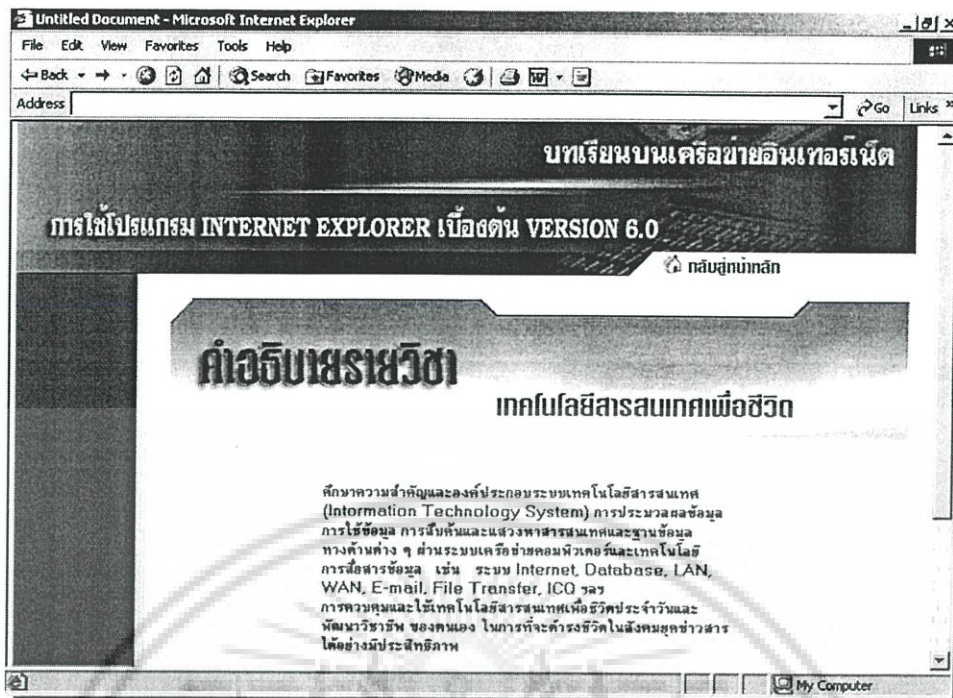 Untitled Document - Microsoft Internet Explorer
File Edit View Favorites Tools Help
Back Search Favorites Media
Address Go Links »
บทเรียนบนเครือข่ายอินเทอร์เน็ต
การใช้โปรแกรม INTERNET EXPLORER เบื้องต้น VERSION 6.0
กลับสู่หน้าหลัก
คำอธิบายรายวิชา
เทคโนโลยีสารสนเทศเพื่อชีวิต
ศึกษาความสำคัญและองค์ประกอบระบบเทคโนโลยีสารสนเทศ
(Intormation Technology System) การประมวลผลข้อมูล
การใช้ข้อมูล การสืบค้นและแสวงหาสารสนเทศและฐานข้อมูล
ทางด้านต่าง ๆ ผ่านระบบเครือข่ายคอมพิวเตอร์และเทคโนโลยี
การสื่อสารข้อมูล เช่น ระบบ Internet, Database, LAN,
WAN, E-mail, File Transfer, ICQ ฯลฯ
การควบคุมและใช้เทคโนโลยีสารสนเทศเพื่อชีวิตประจำวันและ
พัฒนาวิชาชีพ ของตนเอง ในการที่จะดำรงชีวิตในสังคมยุคข่าวสาร
ได้อย่างมีประสิทธิภาพ
My Computer